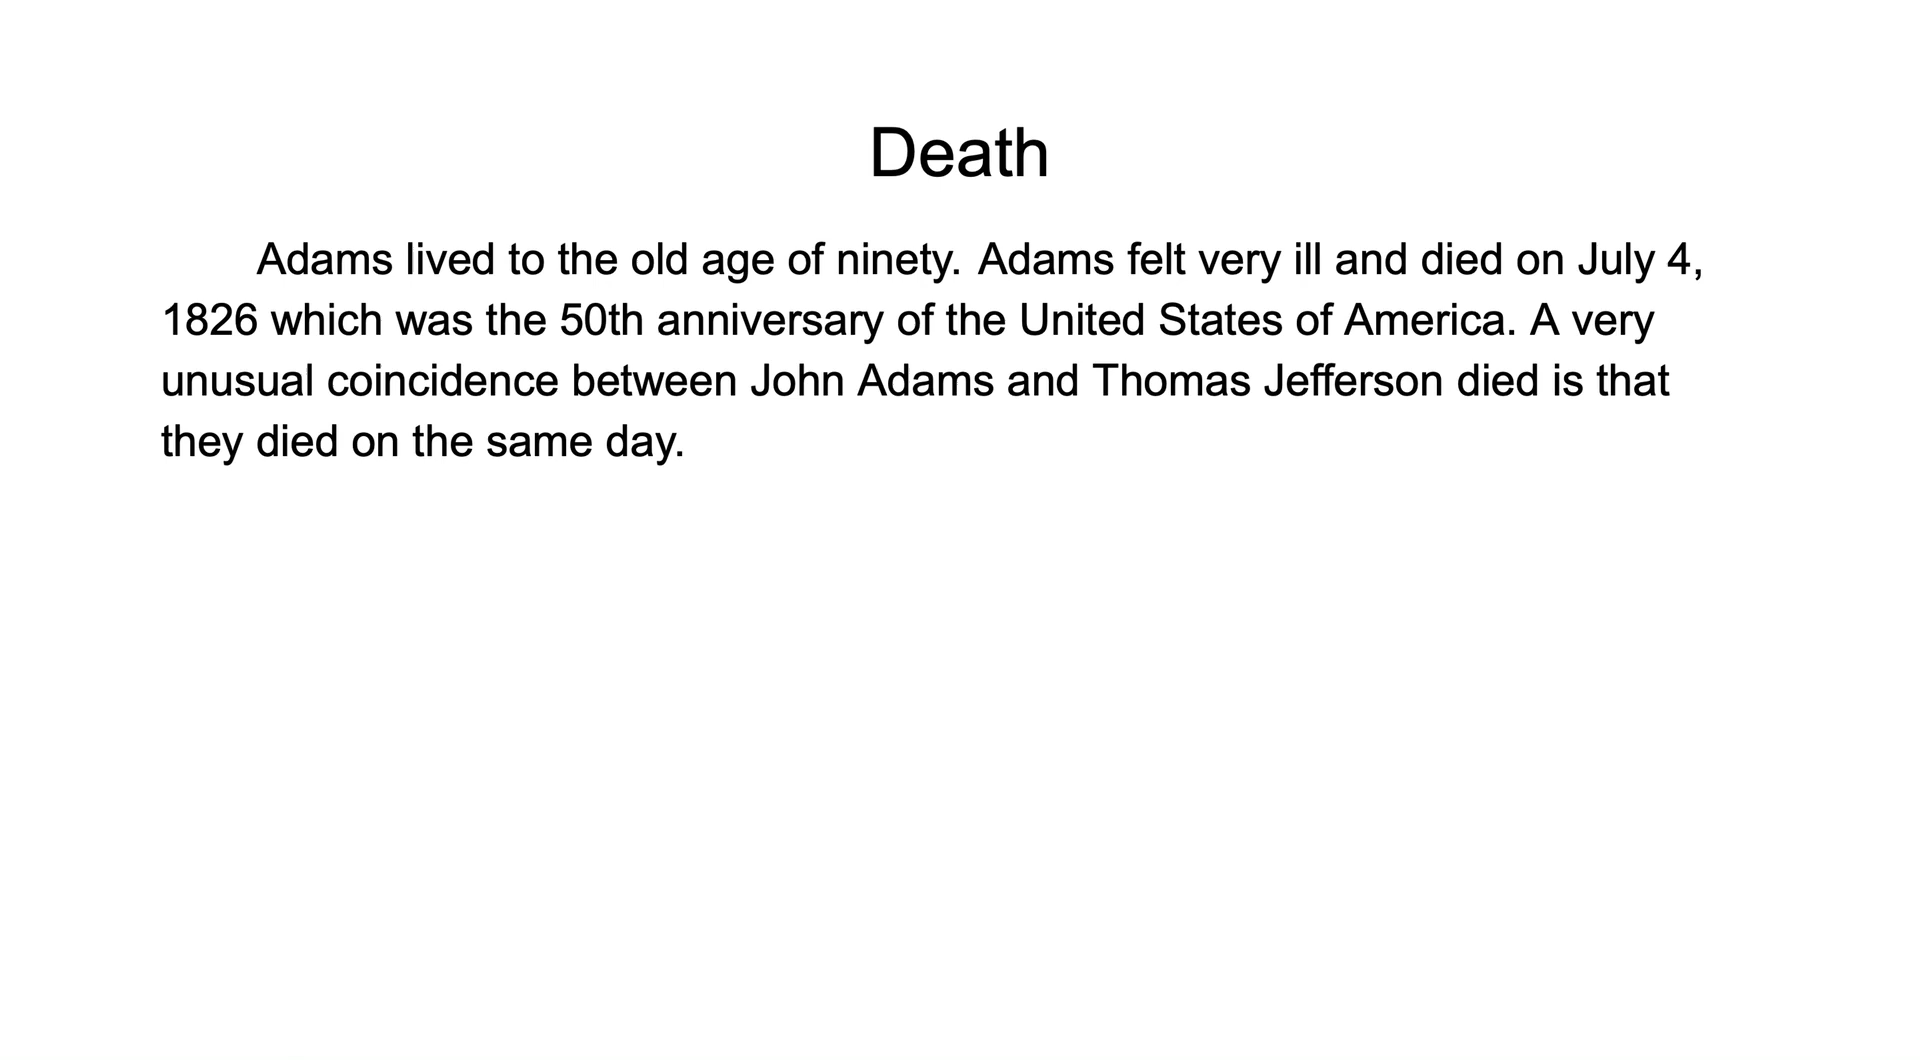 Death
Adams lived to the old age of ninety. Adams felt very ill and died on July 4,
1826 which was the 50th anniversary of the United States of America. A very
unusual coincidence between John Adams and Thomas Jefferson died is that
they died on the same day.